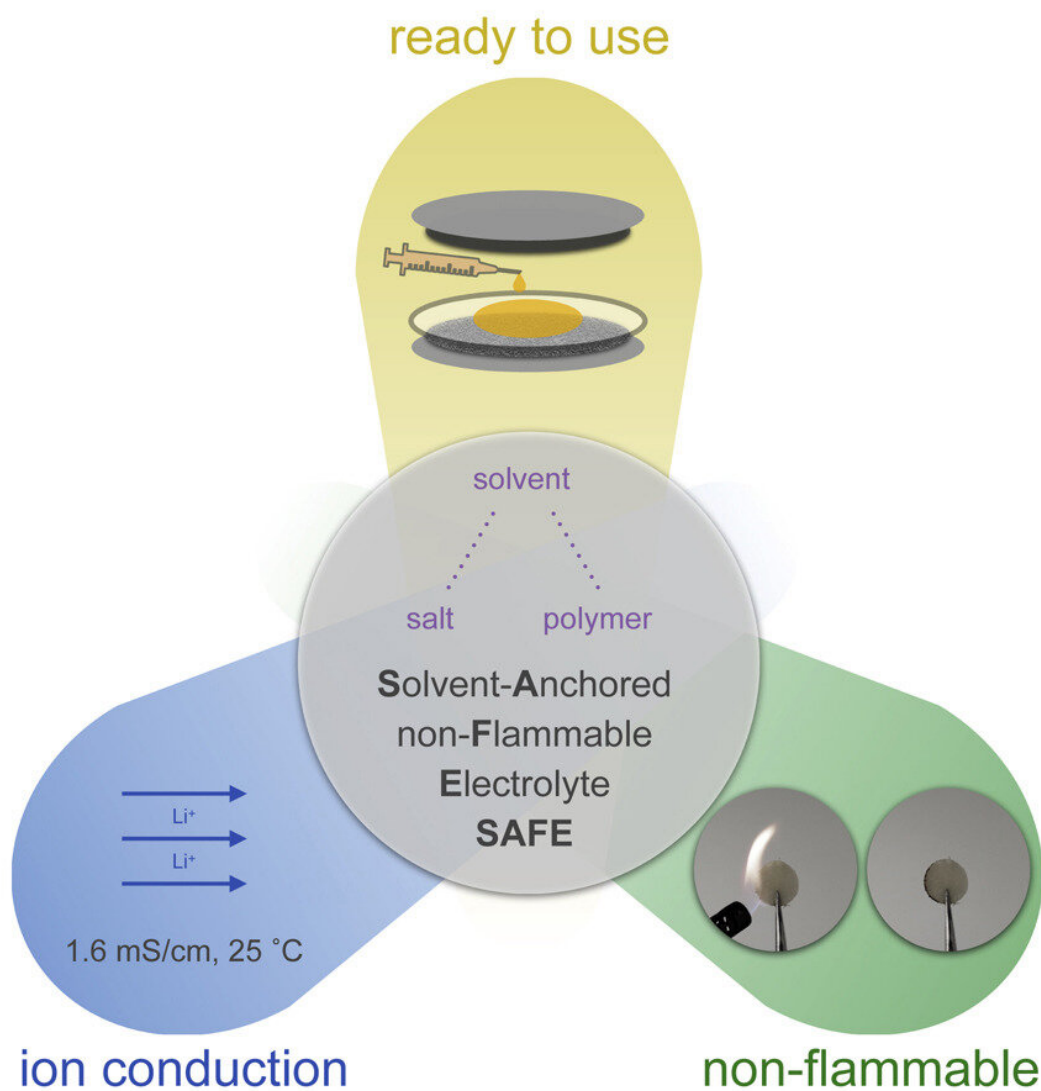 ready to use
solvent
salt polymer
Solvent-Anchored
non-Flammable
Electrolyte
SAFE
Li⁺
Li⁺
1.6 mS/cm, 25 ˚C
ion conduction
non-flammable